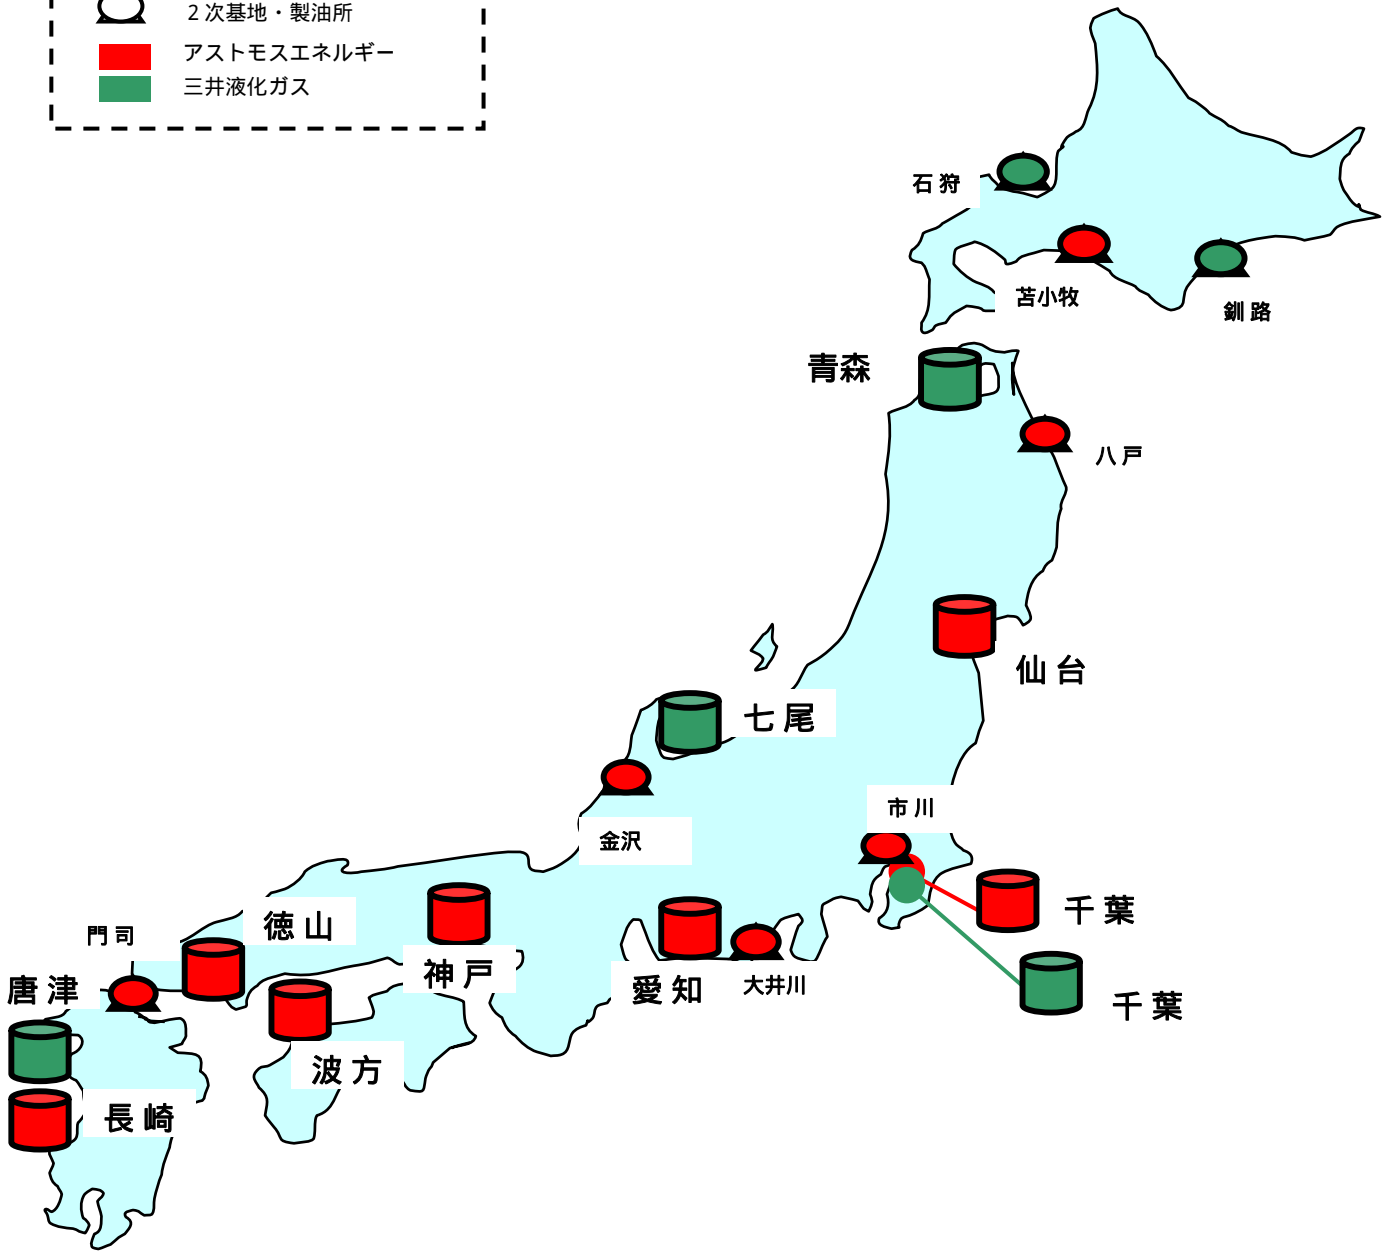 ２次基地・製油所
アストモスエネルギー
三井液化ガス
石狩
苫小牧
釧路
青森
八戸
仙台
七尾
市川
金沢
千葉
徳山
門司
神戸
愛知
大井川
唐津
千葉
波方
長崎